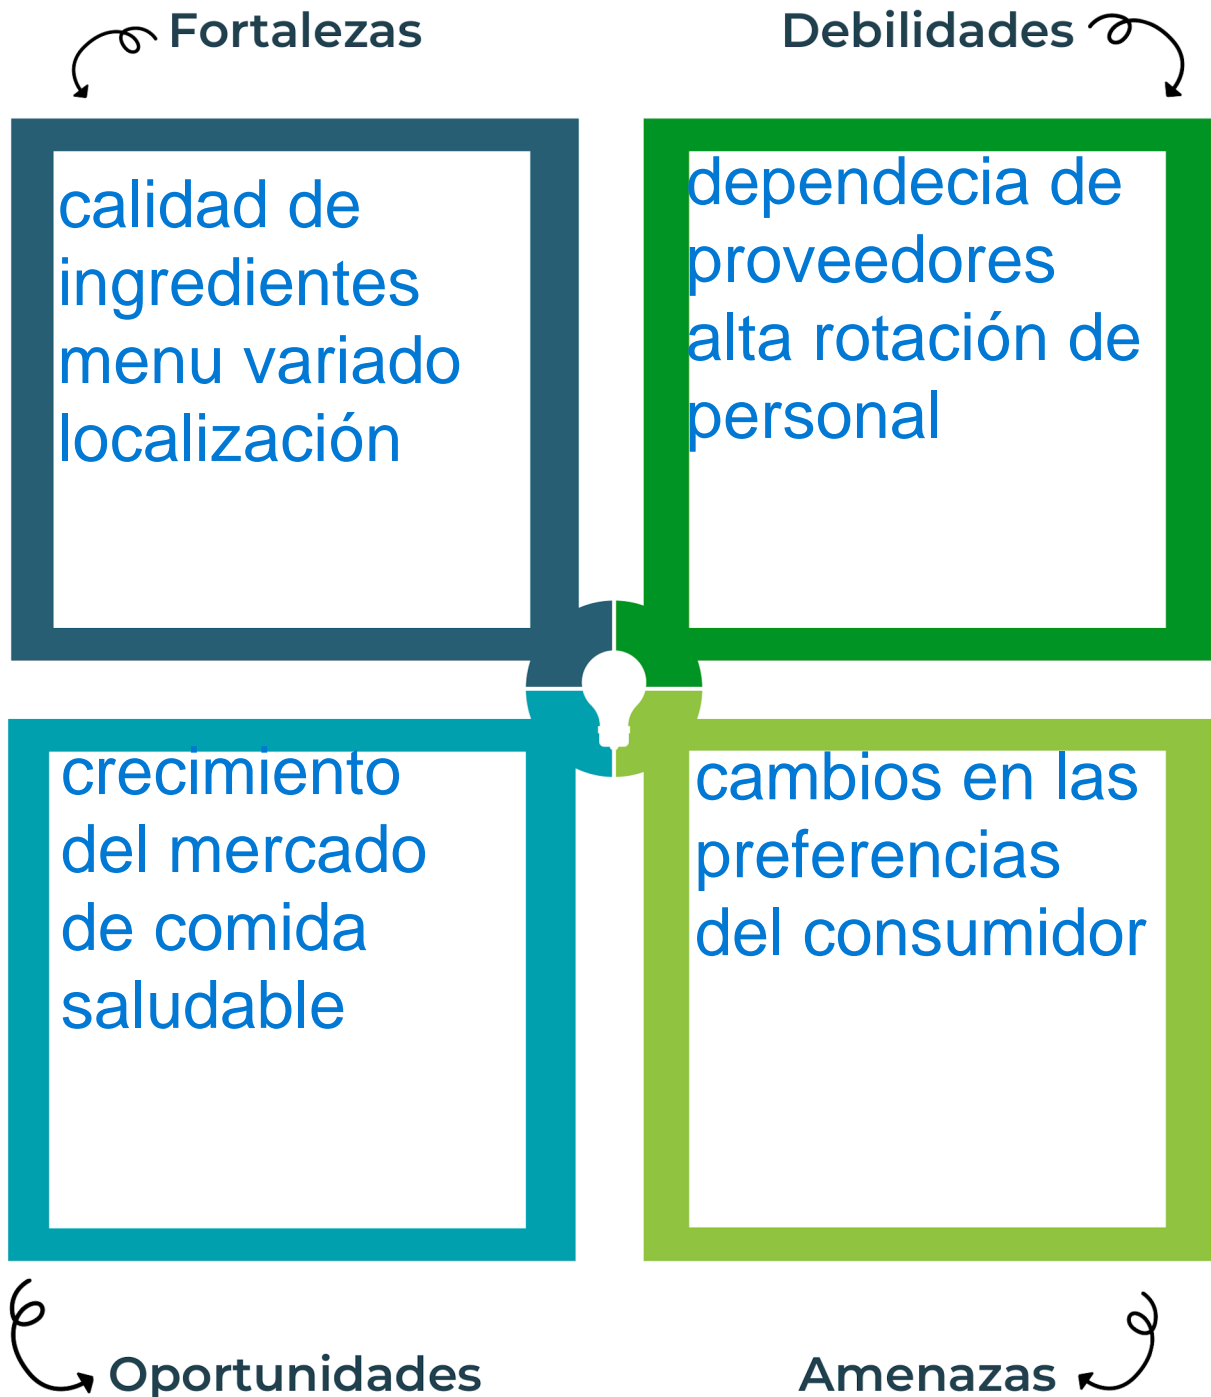 Fortalezas
calidad de
ingredientes
menu variado
localización
Debilidades
dependecia de
proveedores
alta rotación de
personal
crecimiento
del mercado
de comida
saludable
Oportunidades
cambios en las
preferencias
del consumidor
Amenazas